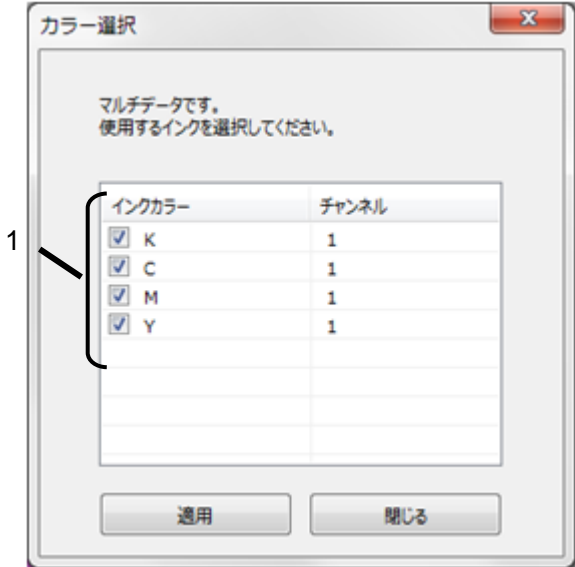 カラー選択
マルチデータです。
使用するインクを選択してください。
インクカラー チャンネル
1
K 1
C 1
M 1
Y 1
適用 閉じる